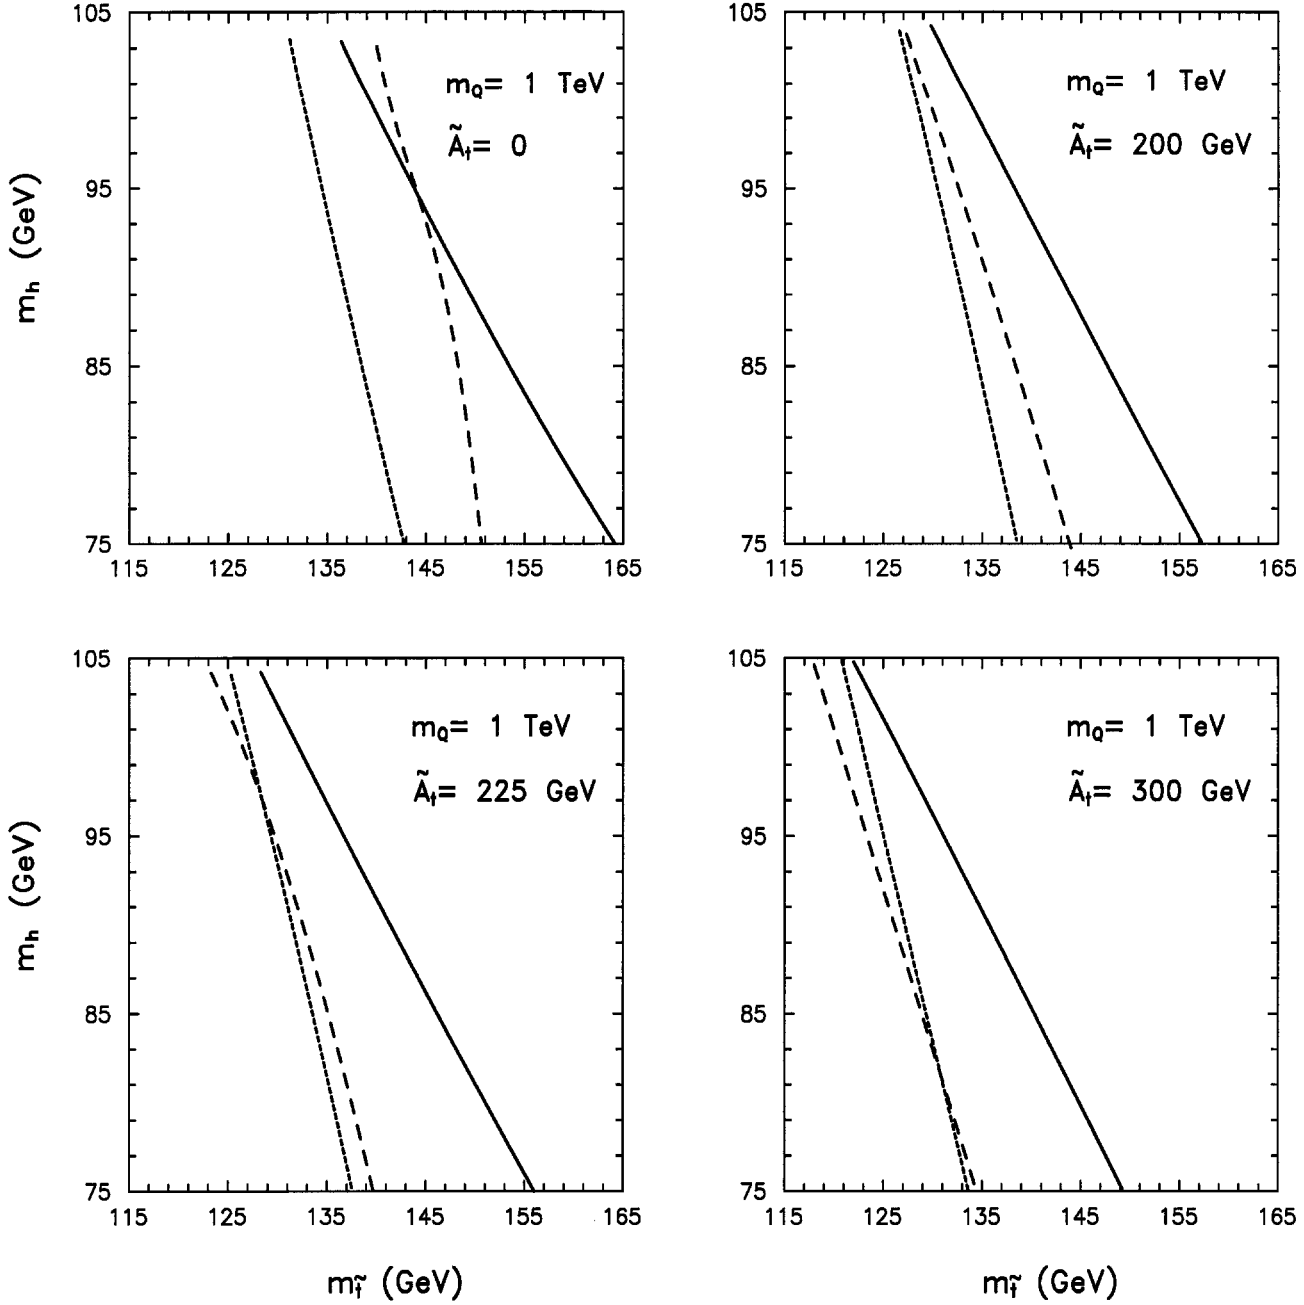 105
95
85
75
115 125 135 145 155 165
m_h (GeV)
m_Q= 1 TeV
Ã_t= 0
105
95
85
75
115 125 135 145 155 165
m_Q= 1 TeV
Ã_t= 200 GeV
105
95
85
75
115 125 135 145 155 165
m_h (GeV)
m_t̃ (GeV)
m_Q= 1 TeV
Ã_t= 225 GeV
105
95
85
75
115 125 135 145 155 165
m_t̃ (GeV)
m_Q= 1 TeV
Ã_t= 300 GeV